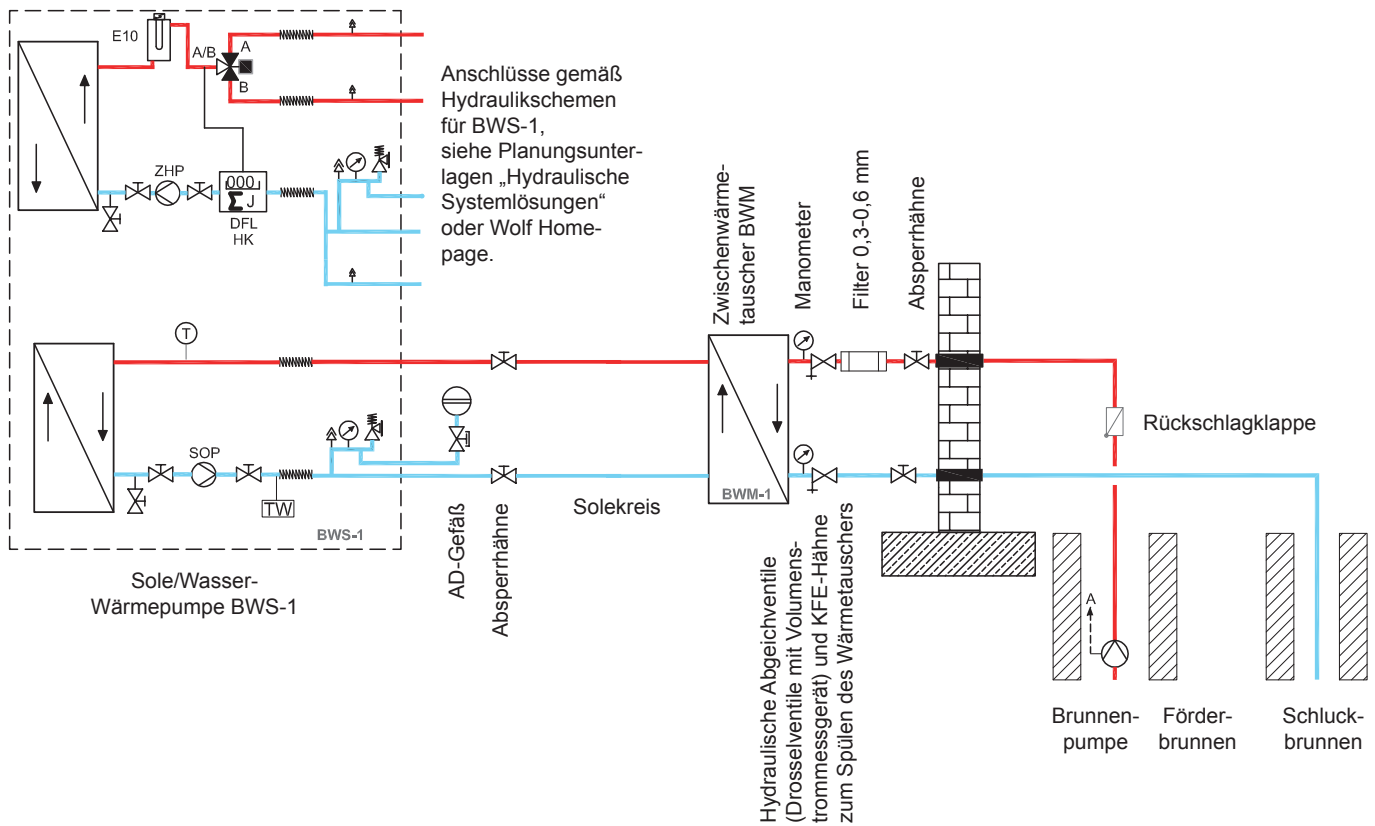 E10
A/B
A
B
ZHP
000
Σ J
DFL
HK
Anschlüsse gemäß
Hydraulikschemen
für BWS-1,
siehe Planungsunter-
lagen „Hydraulische
Systemlösungen“
oder Wolf Home-
page.
T
SOP
TW
BWS-1
Sole/Wasser-
Wärmepumpe BWS-1
AD-Gefäß
Absperrhähne
Solekreis
Zwischenwärme-
tauscher BWM
Manometer
Filter 0,3-0,6 mm
Absperrhähne
BWM-1
Hydraulische Abgeichventile
(Drosselventile mit Volumens-
trommessgerät) und KFE-Hähne
zum Spülen des Wärmetauschers
Rückschlagklappe
A
Brunnen-
pumpe
Förder-
brunnen
Schluck-
brunnen